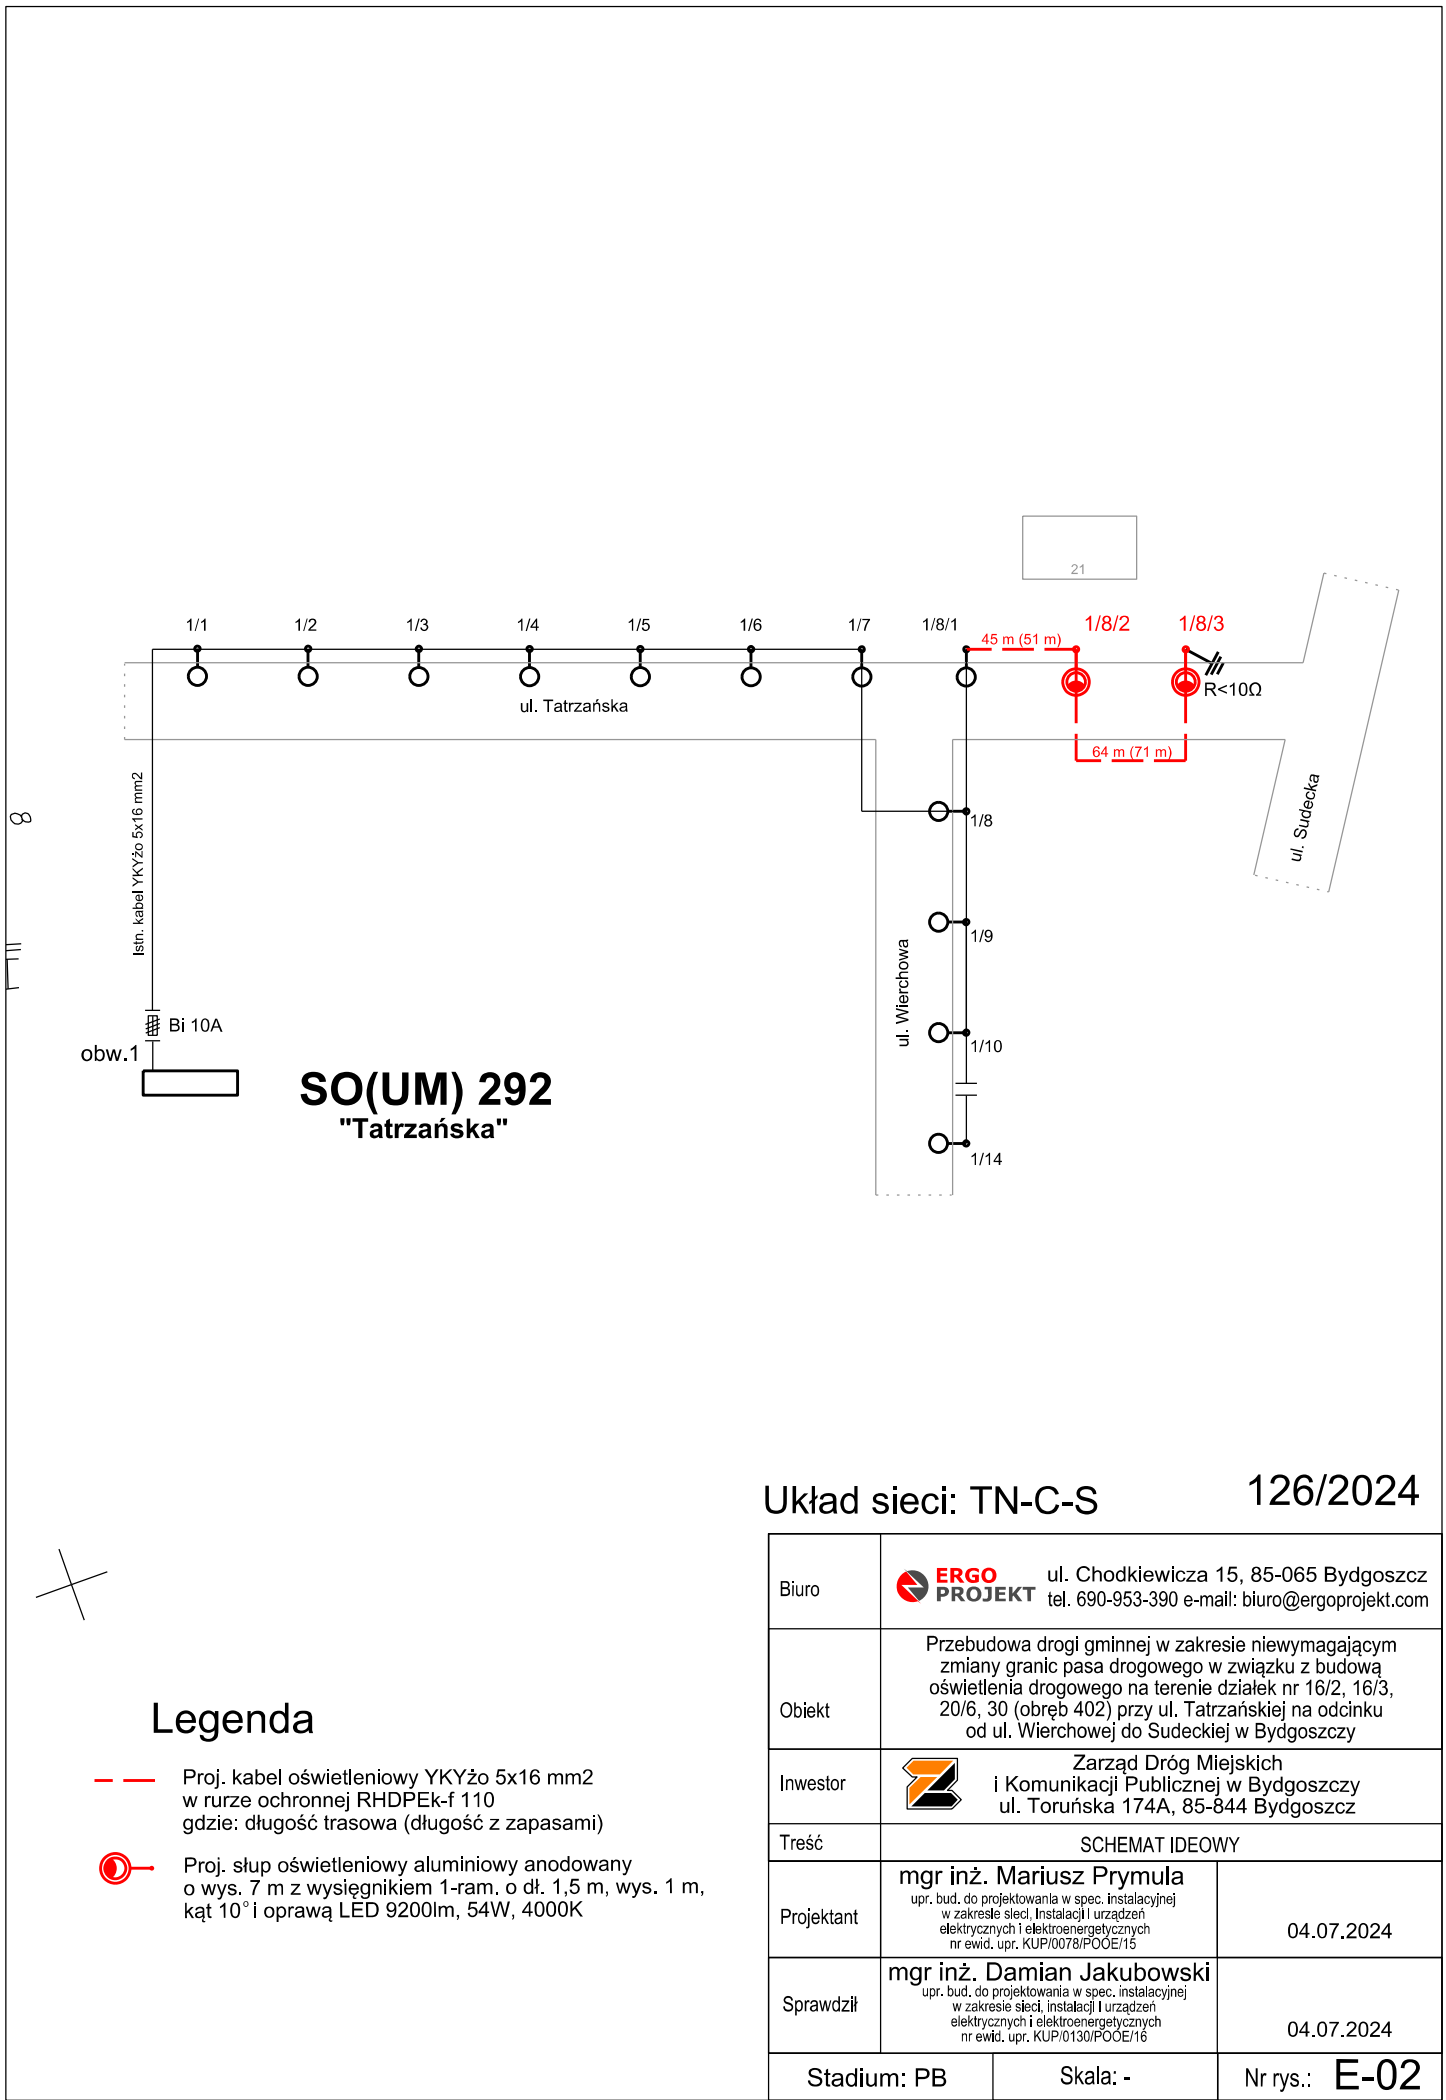 21
1/1
1/2
1/3
1/4
1/5
1/6
1/7
1/8/1
45 m (51 m)
1/8/2
1/8/3
R<10Ω
ul. Tatrzańska
64 m (71 m)
ul. Sudecka
Istn. kabel YKYżo 5x16 mm2
1/8
1/9
ul. Wierchowa
1/10
1/14
Bi 10A
obw.1
SO(UM) 292
"Tatrzańska"
8
Układ sieci: TN-C-S
126/2024
Biuro
ERGO
PROJEKT
ul. Chodkiewicza 15, 85-065 Bydgoszcz
tel. 690-953-390 e-mail: biuro@ergoprojekt.com
Obiekt
Przebudowa drogi gminnej w zakresie niewymagającym
zmiany granic pasa drogowego w związku z budową
oświetlenia drogowego na terenie działek nr 16/2, 16/3,
20/6, 30 (obręb 402) przy ul. Tatrzańskiej na odcinku
od ul. Wierchowej do Sudeckiej w Bydgoszczy
Inwestor
Zarząd Dróg Miejskich
i Komunikacji Publicznej w Bydgoszczy
ul. Toruńska 174A, 85-844 Bydgoszcz
Treść
SCHEMAT IDEOWY
Projektant
mgr inż. Mariusz Prymula
upr. bud. do projektowania w spec. instalacyjnej
w zakresie sieci, instalacji i urządzeń
elektrycznych i elektroenergetycznych
nr ewid. upr. KUP/0078/POOE/15
04.07.2024
Sprawdził
mgr inż. Damian Jakubowski
upr. bud. do projektowania w spec. instalacyjnej
w zakresie sieci, instalacji i urządzeń
elektrycznych i elektroenergetycznych
nr ewid. upr. KUP/0130/POOE/16
04.07.2024
Stadium: PB
Skala: -
Nr rys.: E-02
Legenda
Proj. kabel oświetleniowy YKYżo 5x16 mm2
w rurze ochronnej RHDPEk-f 110
gdzie: długość trasowa (długość z zapasami)
Proj. słup oświetleniowy aluminiowy anodowany
o wys. 7 m z wysięgnikiem 1-ram. o dł. 1,5 m, wys. 1 m,
kąt 10° i oprawą LED 9200lm, 54W, 4000K